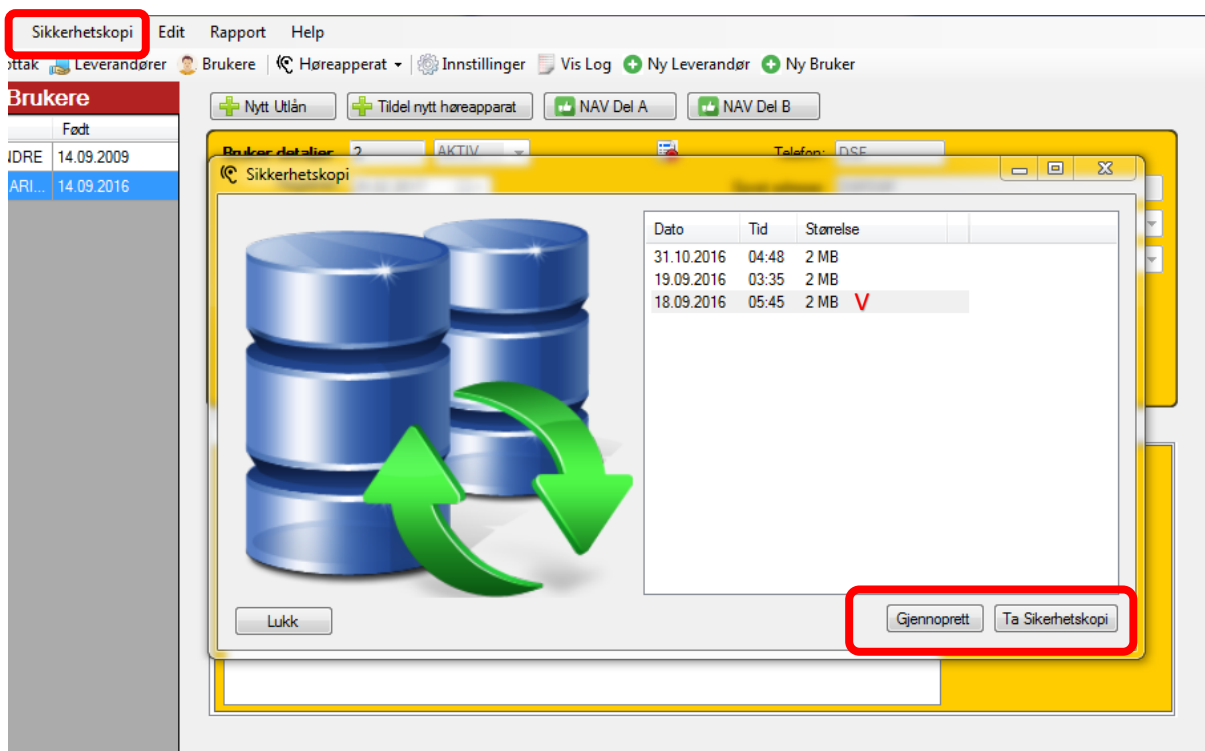 Sikkerhetskopi Edit Rapport Help
ottak Leverandører Brukere Høreapperat Innstillinger Vis Log Ny Leverandør Ny Bruker
Brukere
Født
NDRE 14.09.2009
ARI... 14.09.2016
Nytt Utlån Tildel nytt høreapparat NAV Del A NAV Del B
Bruker detaljer 2 AKTIV Telefon: DSF
Sikkerhetskopi
Dato Tid Størrelse
31.10.2016 04:48 2 MB
19.09.2016 03:35 2 MB
18.09.2016 05:45 2 MB V
Lukk Gjennoprett Ta Sikerhetskopi